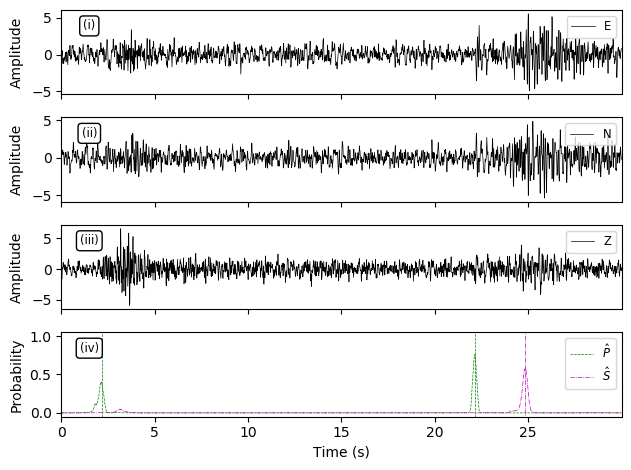 5
0
−5
Amplitude
(i)
E
5
0
−5
Amplitude
(ii)
N
5
0
−5
Amplitude
(iii)
Z
1.0
0.5
0.0
Probability
(iv)
P̂
Ŝ
0 5 10 15 20 25
Time (s)